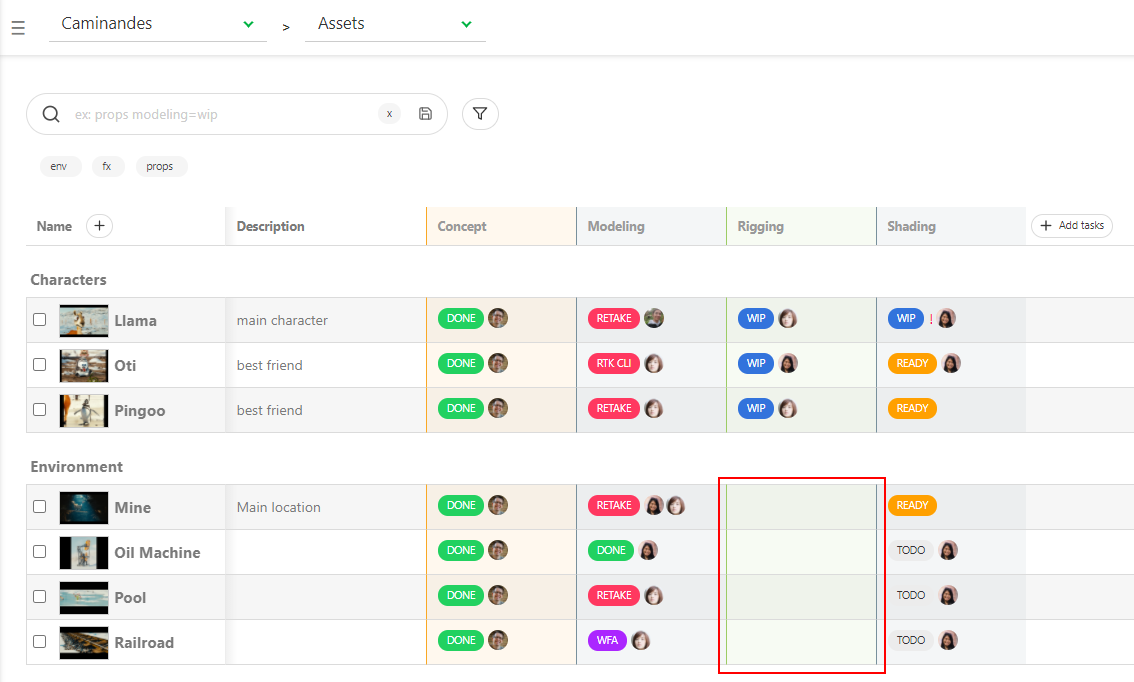 Caminandes > Assets
ex: props modeling=wip x
env fx props
Name + Description Concept Modeling Rigging Shading + Add tasks
Characters
Llama main character DONE RETAKE WIP WIP !
Oti best friend DONE RTK CLI WIP READY
Pingoo best friend DONE RETAKE WIP READY
Environment
Mine Main location DONE RETAKE READY
Oil Machine DONE DONE TODO
Pool DONE RETAKE TODO
Railroad DONE WFA TODO